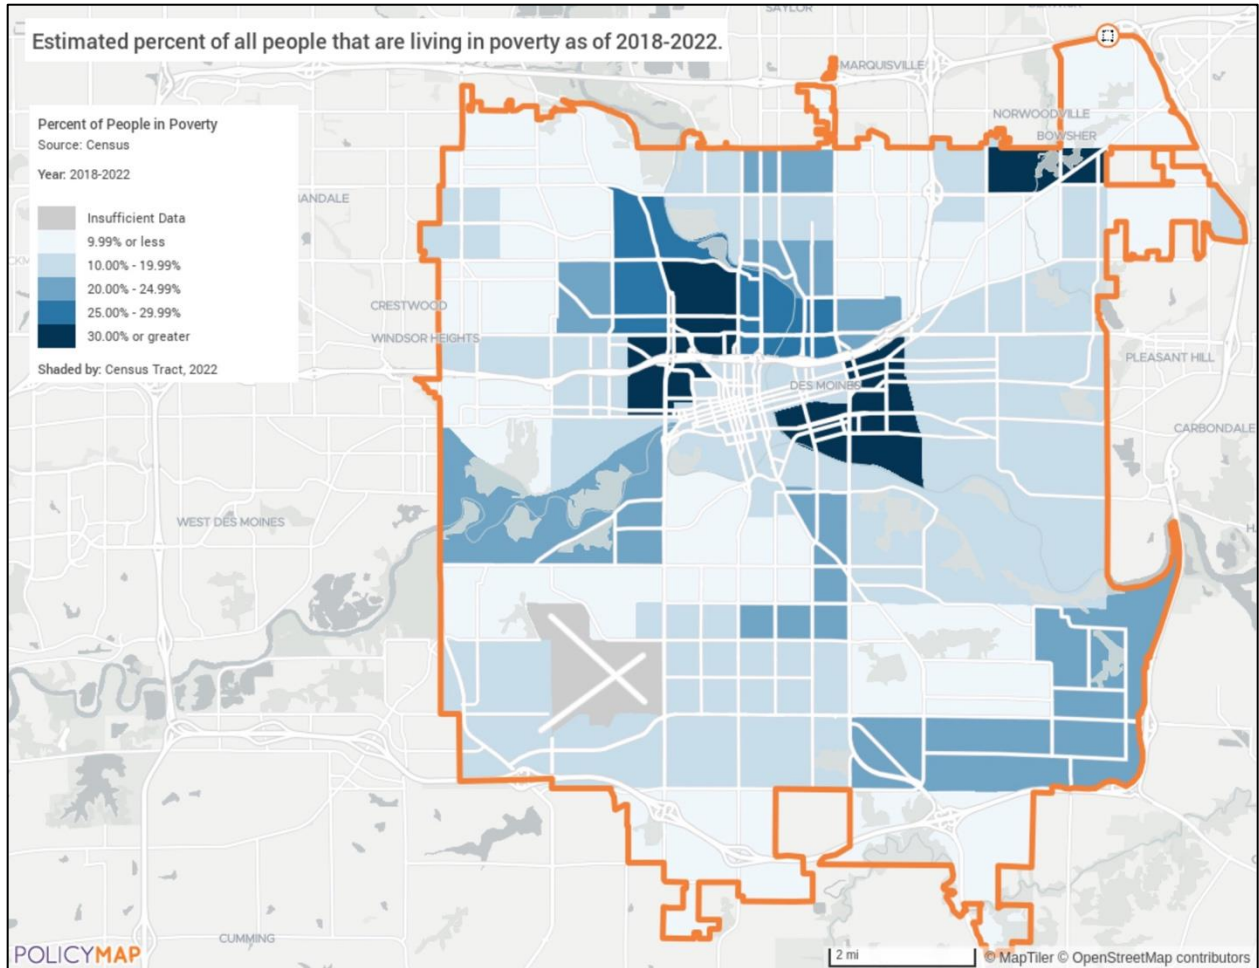 SAYLOR
Estimated percent of all people that are living in poverty as of 2018-2022.
MARQUISVILLE
NORWOODVILLE
BOWSHER
Percent of People in Poverty
Source: Census
Year: 2018-2022
Insufficient Data
9.99% or less
10.00% - 19.99%
20.00% - 24.99%
25.00% - 29.99%
30.00% or greater
Shaded by: Census Tract, 2022
CRESTWOOD
WINDSOR HEIGHTS
PLEASANT HILL
DES MOINES
CARBONDALE
WEST DES MOINES
CUMMING
POLICYMAP
2 mi
© MapTiler © OpenStreetMap contributors